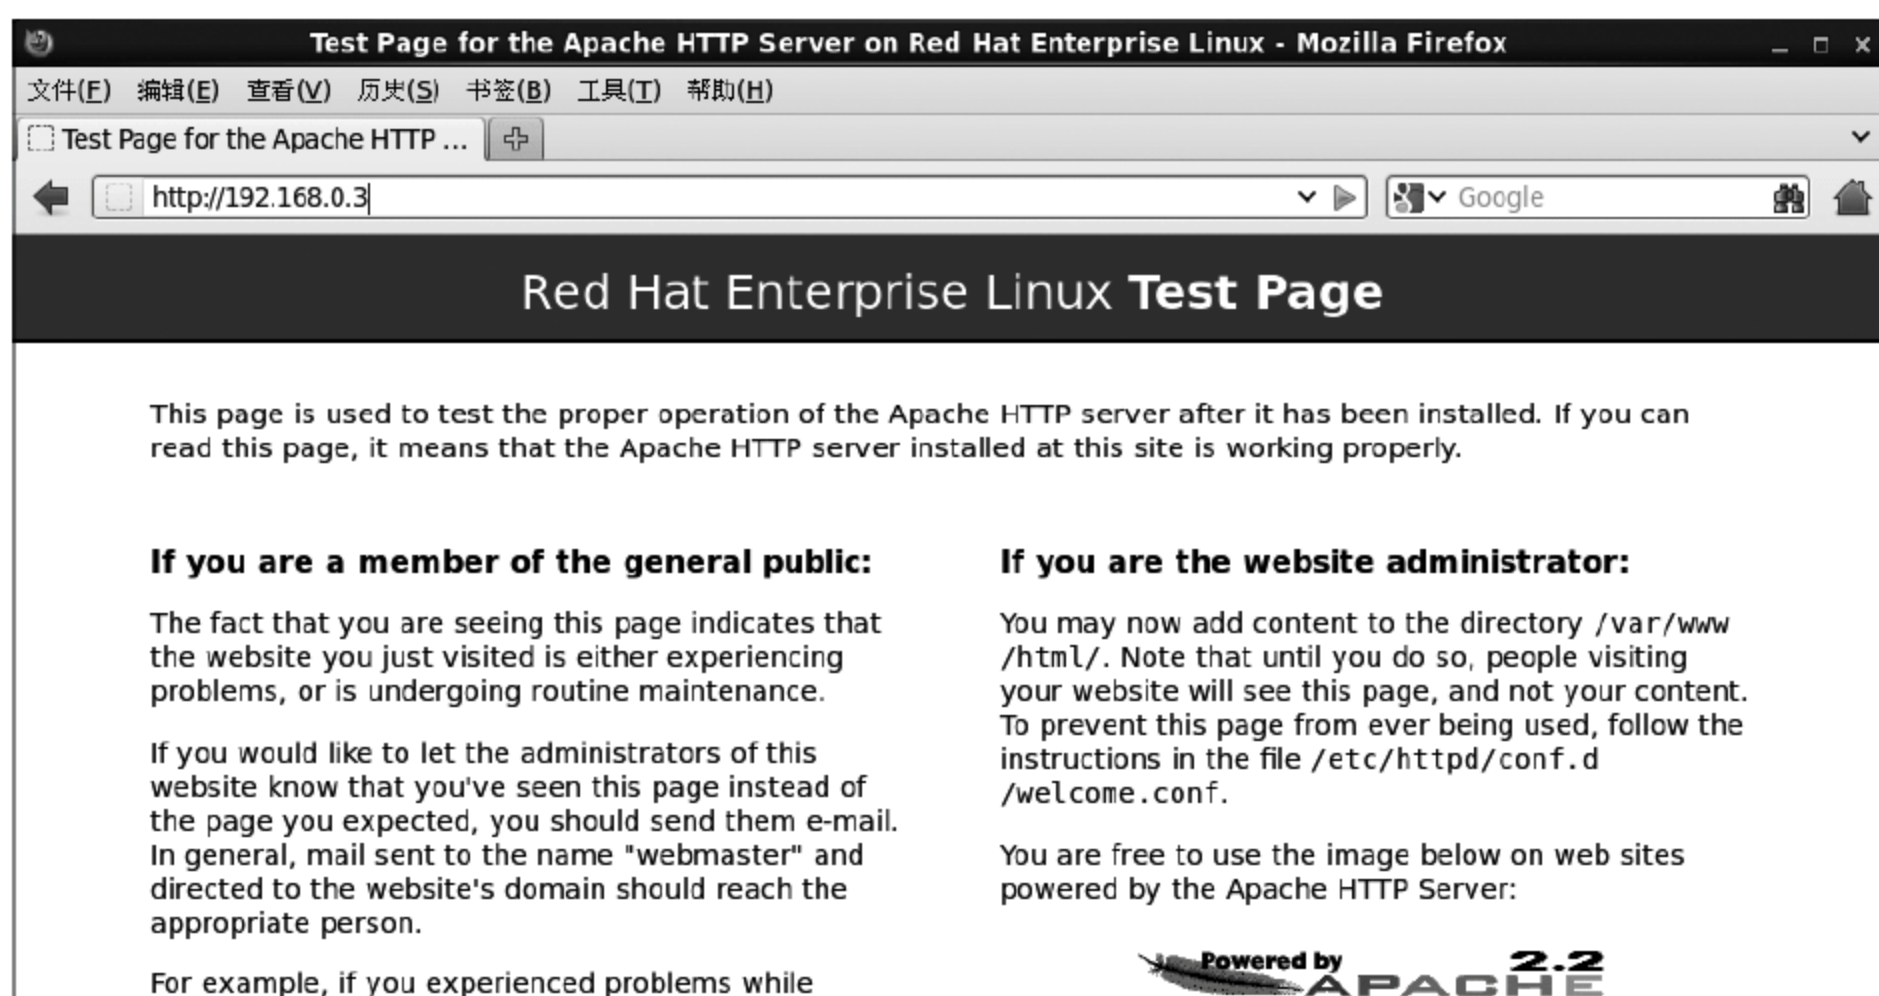 Test Page for the Apache HTTP Server on Red Hat Enterprise Linux - Mozilla Firefox
文件(F) 编辑(E) 查看(V) 历史(S) 书签(B) 工具(T) 帮助(H)
Test Page for the Apache HTTP ...
http://192.168.0.3
Google
Red Hat Enterprise Linux Test Page
This page is used to test the proper operation of the Apache HTTP server after it has been installed. If you can
read this page, it means that the Apache HTTP server installed at this site is working properly.
If you are a member of the general public:
The fact that you are seeing this page indicates that
the website you just visited is either experiencing
problems, or is undergoing routine maintenance.
If you would like to let the administrators of this
website know that you've seen this page instead of
the page you expected, you should send them e-mail.
In general, mail sent to the name "webmaster" and
directed to the website's domain should reach the
appropriate person.
For example, if you experienced problems while
If you are the website administrator:
You may now add content to the directory /var/www
/html/. Note that until you do so, people visiting
your website will see this page, and not your content.
To prevent this page from ever being used, follow the
instructions in the file /etc/httpd/conf.d
/welcome.conf.
You are free to use the image below on web sites
powered by the Apache HTTP Server:
Powered by 2.2
APACHE